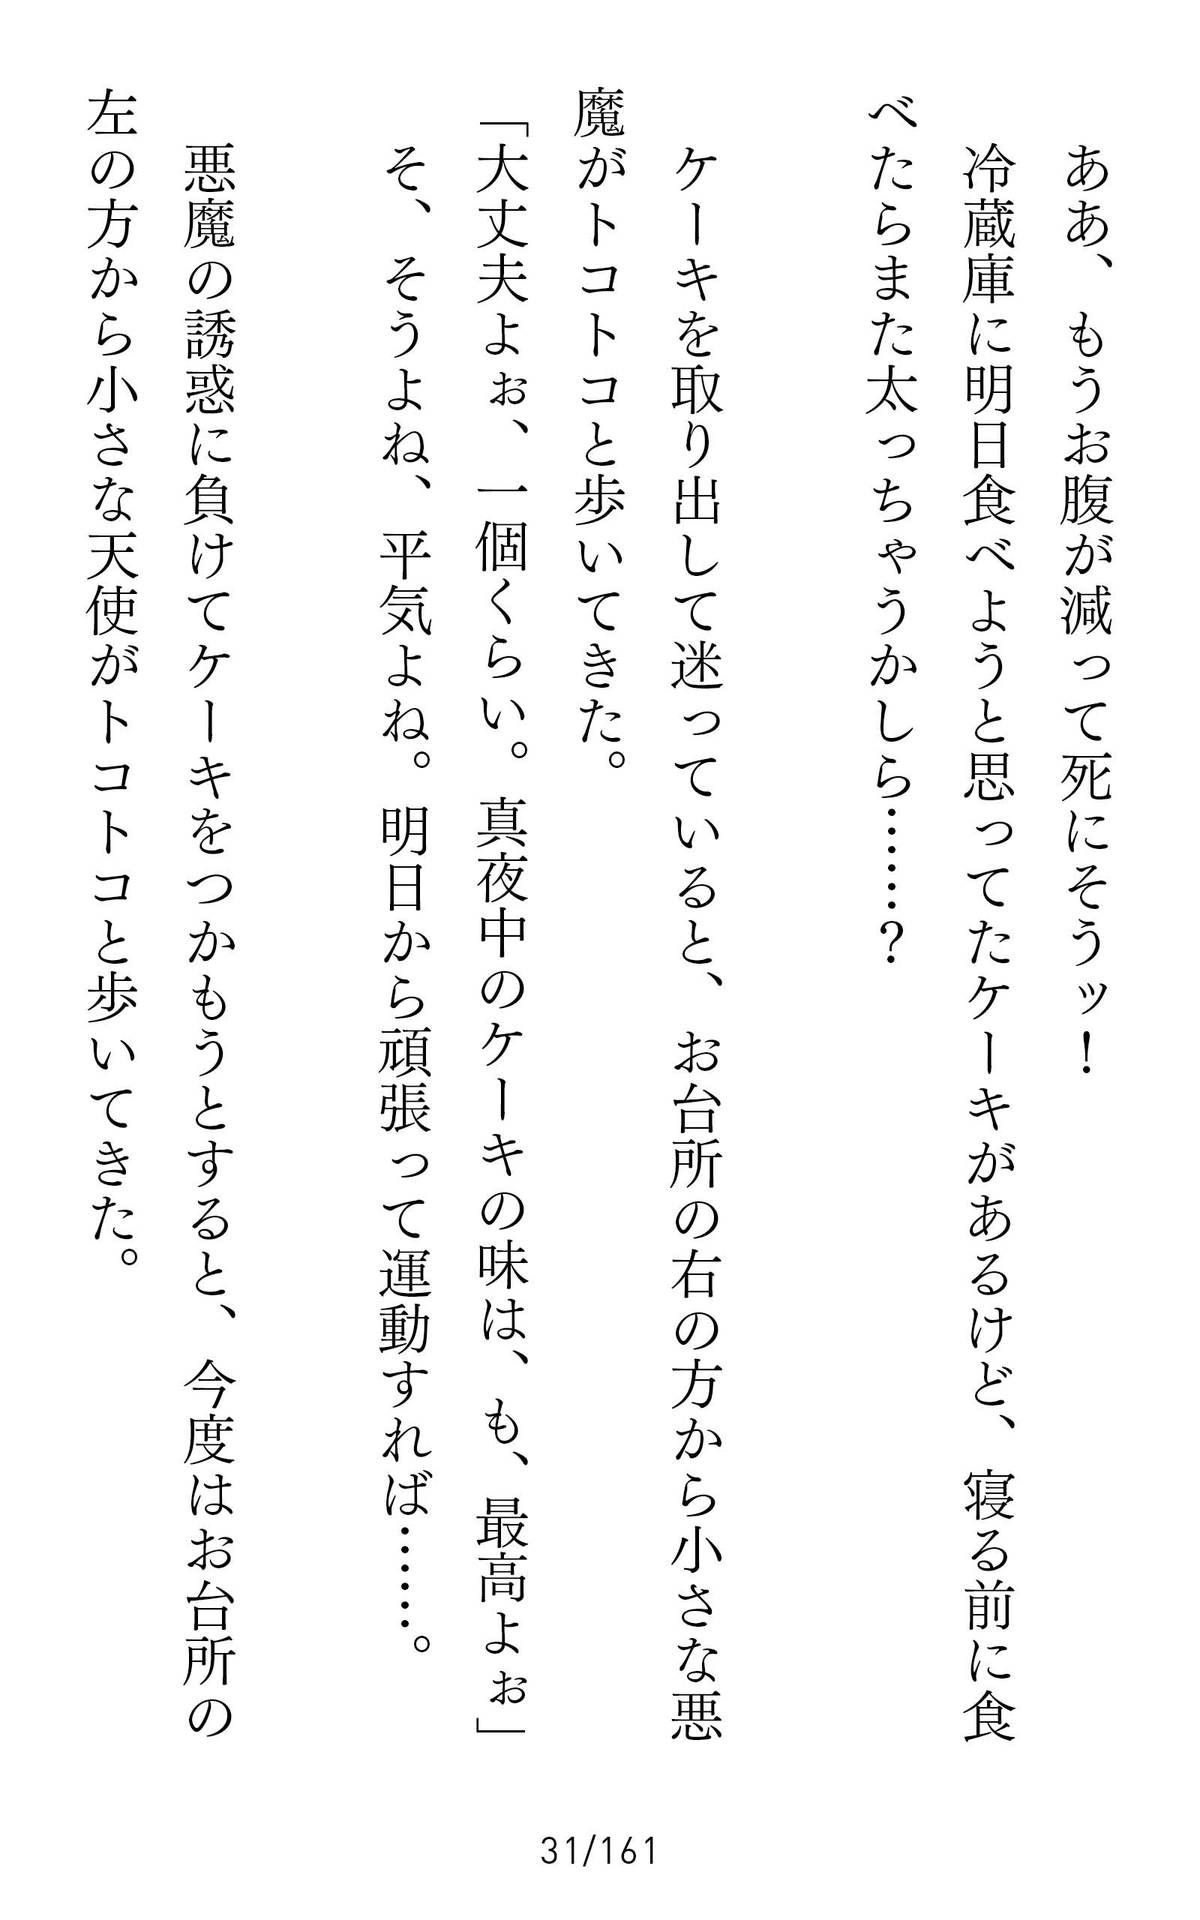 ああ、もうお腹が減って死にそうッ！
冷蔵庫に明日食べようと思ってたケーキがあるけど、寝る前に食
べたらまた太っちゃうかしら……？
ケーキを取り出して迷っていると、お台所の右の方から小さな悪
魔がトコトコと歩いてきた。
「大丈夫よぉ、一個くらい。真夜中のケーキの味は、も、最高よぉ」
そ、そうよね、平気よね。明日から頑張って運動すれば……。
悪魔の誘惑に負けてケーキをつかもうとすると、今度はお台所の
左の方から小さな天使がトコトコと歩いてきた。
31/161